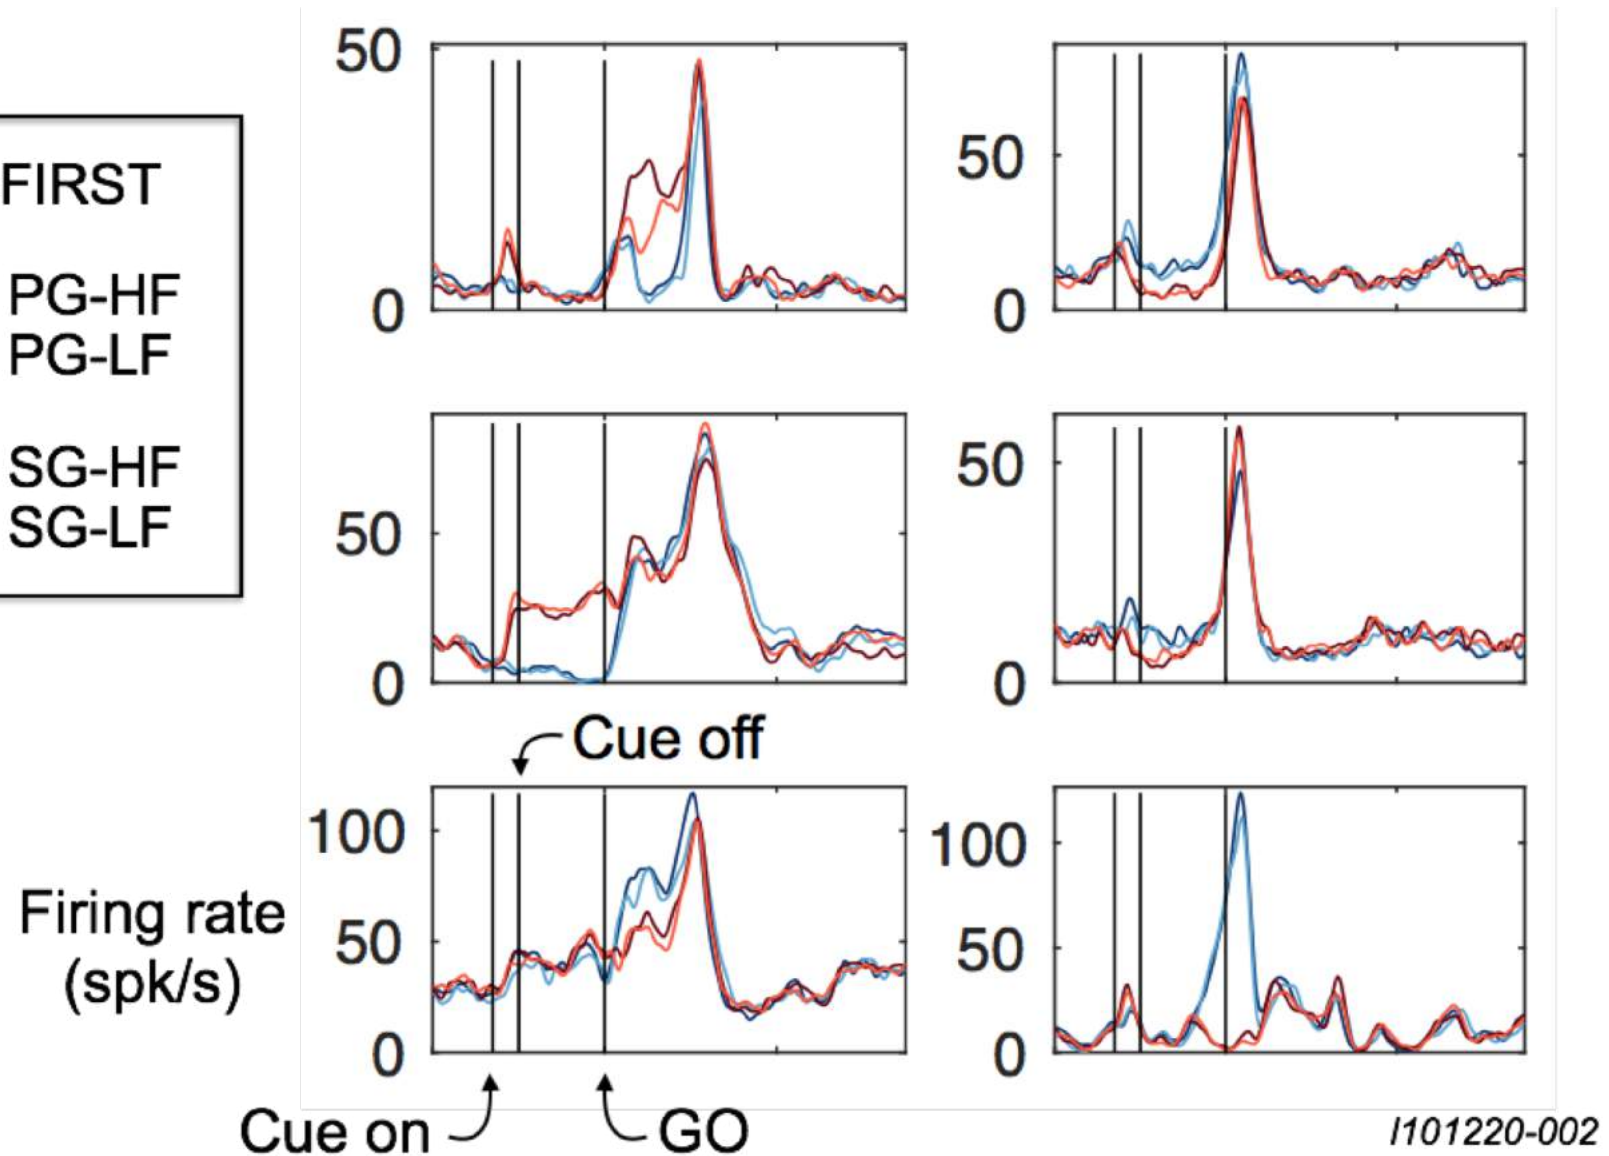 FIRST
PG-HF
PG-LF
SG-HF
SG-LF
50
0
50
0
50
0
50
0
Cue off
100
50
0
100
50
0
Firing rate
(spk/s)
Cue on
GO
I101220-002